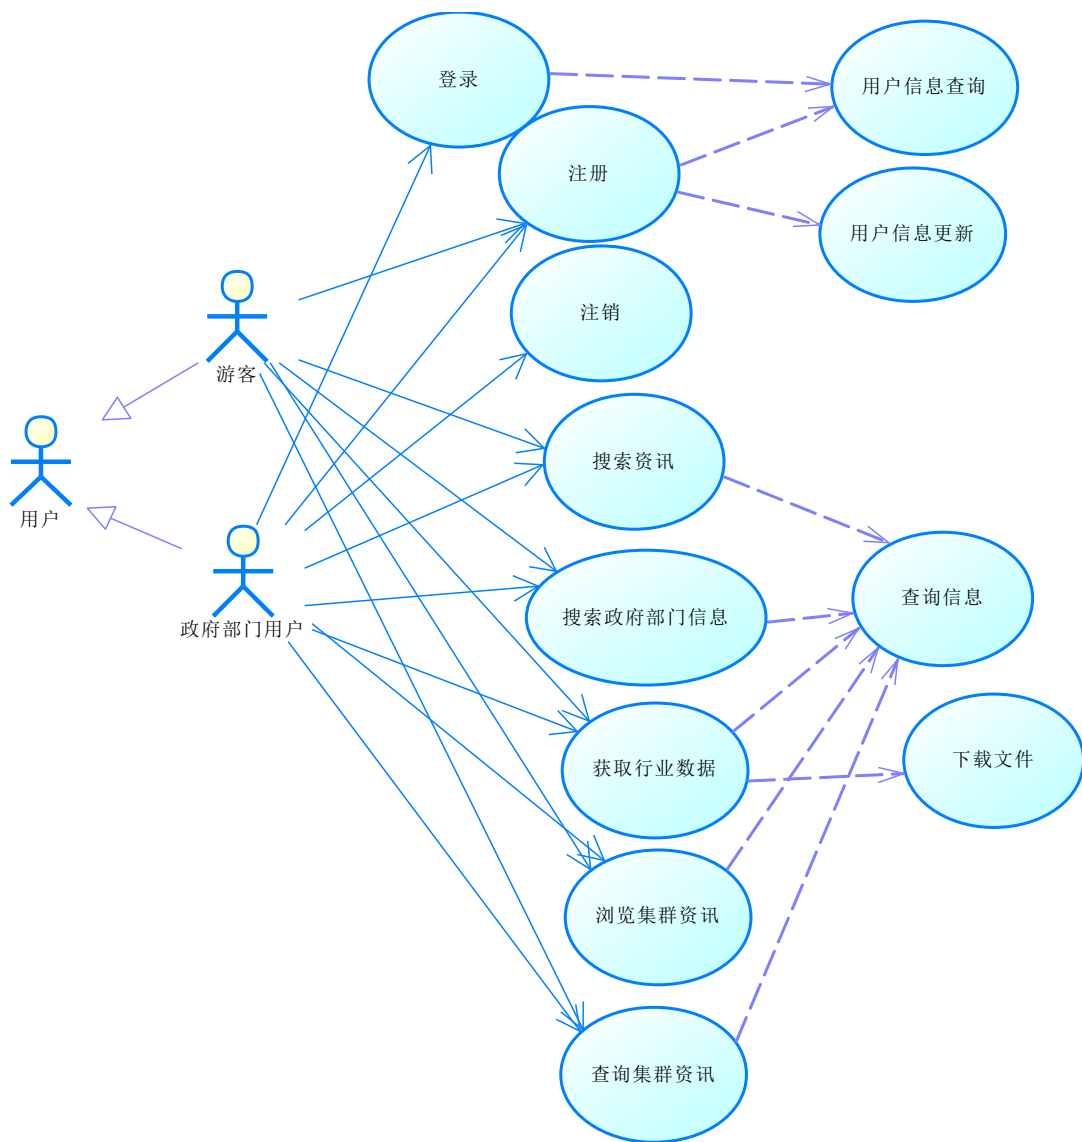 登录
用户信息查询
注册
用户信息更新
注销
游客
搜索资讯
用户
查询信息
搜索政府部门信息
政府部门用户
获取行业数据
下载文件
浏览集群资讯
查询集群资讯